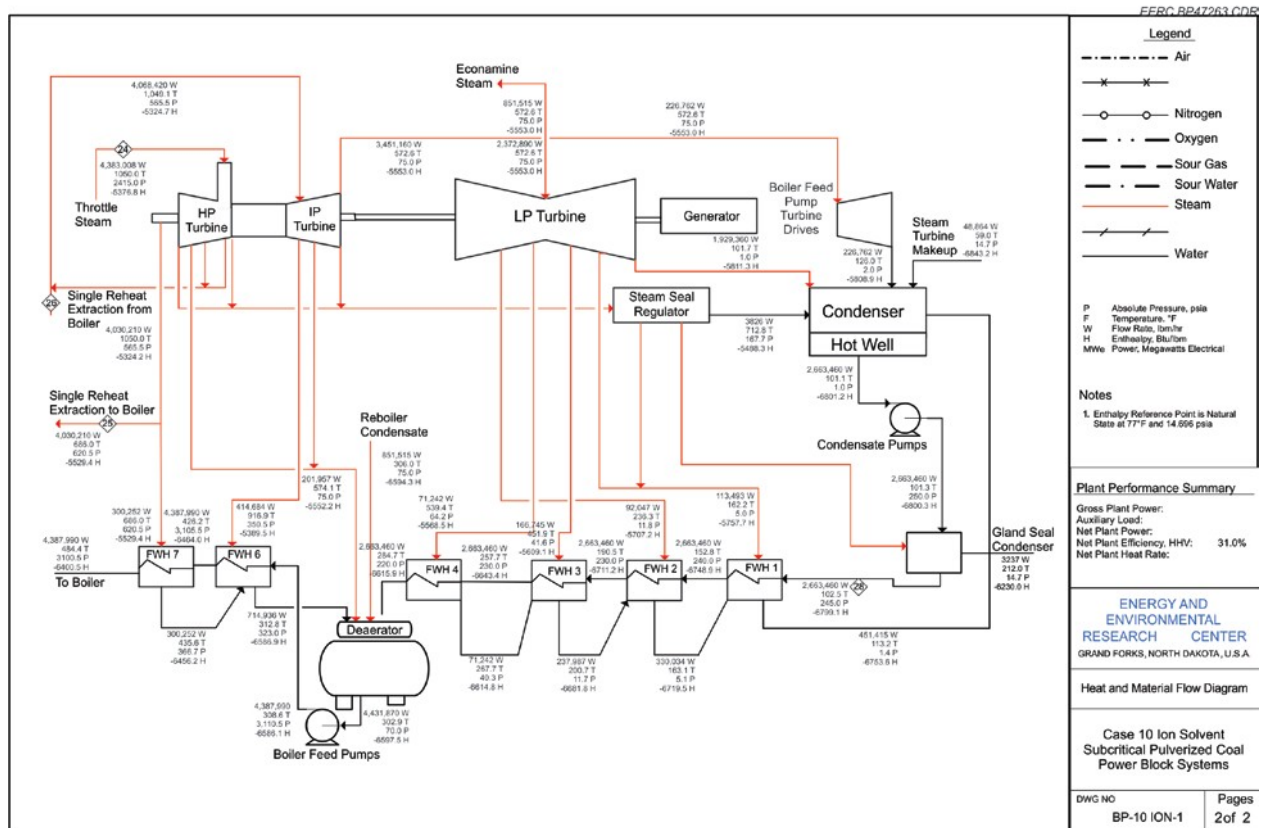 EERC BP47263.CDR
Legend
Air
Nitrogen
Oxygen
Sour Gas
Sour Water
Steam
Water
P Absolute Pressure, psia
F Temperature, °F
W Flow Rate, lbm/hr
H Enthealpy, Btu/lbm
MWe Power, Megawatts Electrical
Notes
1. Enthalpy Reference Point is Natural
State at 77°F and 14.696 psia
Plant Performance Summary
Gross Plant Power:
Auxiliary Load:
Net Plant Power:
Net Plant Efficiency, HHV: 31.0%
Net Plant Heat Rate:
ENERGY AND
ENVIRONMENTAL
RESEARCH CENTER
GRAND FORKS, NORTH DAKOTA, U.S.A.
Heat and Material Flow Diagram
Case 10 Ion Solvent
Subcritical Pulverized Coal
Power Block Systems
DWG NO
BP-10 ION-1
Pages
2of 2
4,068,420 W
1,049.1 T
565.5 P
-5324.7 H
24
4,383,008 W
1050.0 T
2415.0 P
-5376.8 H
Throttle
Steam
HP
Turbine
IP
Turbine
Econamine
Steam
851,515 W
572.6 T
75.0 P
-5553.0 H
3,451,160 W
572.6 T
75.0 P
-5553.0 H
2,372,890 W
572.6 T
75.0 P
-5553.0 H
226,762 W
572.6 T
75.0 P
-5553.0 H
LP Turbine
Generator
Boiler Feed
Pump
Turbine
Drives
1,929,360 W
101.7 T
1.0 P
-5811.3 H
226,762 W
126.0 T
2.0 P
-5808.9 H
Steam
Turbine
Makeup
48,864 W
59.0 T
14.7 P
-6843.2 H
26
Single Reheat
Extraction from
Boiler
4,030,210 W
1050.0 T
565.5 P
-5324.2 H
Steam Seal
Regulator
3826 W
712.8 T
167.7 P
-5488.3 H
Condenser
Hot Well
2,663,460 W
101.1 T
1.0 P
-6801.2 H
Condensate Pumps
Single Reheat
Extraction to Boiler
25
4,030,210 W
686.0 T
620.5 P
-5529.4 H
Reboiler
Condensate
851,515 W
306.0 T
75.0 P
-6594.3 H
201,957 W
574.1 T
75.0 P
-5552.2 H
414,684 W
916.9 T
350.5 P
-5389.5 H
300,252 W
686.0 T
620.5 P
-5529.4 H
4,387,990 W
426.2 T
3,105.5 P
-6464.0 H
4,387,990 W
484.4 T
3100.5 P
-6400.5 H
To Boiler
FWH 7
FWH 6
71,242 W
539.4 T
64.2 P
-5568.5 H
166,745 W
451.9 T
41.6 P
-5609.1 H
92,047 W
236.3 T
11.8 P
-5707.2 H
113,493 W
162.2 T
5.0 P
-5757.7 H
2,663,460 W
101.3 T
250.0 P
-6800.3 H
2,663,460 W
284.7 T
220.0 P
-6615.9 H
2,663,460 W
257.7 T
230.0 P
-6643.4 H
2,663,460 W
190.5 T
230.0 P
-6711.2 H
2,663,460 W
152.8 T
240.0 P
-6748.9 H
FWH 4
FWH 3
FWH 2
FWH 1
Gland Seal
Condenser
3237 W
212.0 T
14.7 P
-6230.0 H
28
2,663,460 W
102.5 T
245.0 P
-6799.1 H
300,252 W
435.6 T
366.7 P
-6456.2 H
714,936 W
312.8 T
323.0 P
-6586.9 H
Deaerator
71,242 W
267.7 T
40.3 P
-6614.8 H
237,987 W
200.7 T
11.7 P
-6681.8 H
330,034 W
163.1 T
5.1 P
-6719.5 H
451,415 W
113.2 T
1.4 P
4,387,990
308.6 T
3,110.5 P
-6586.1 H
4,431,870 W
302.9 T
70.0 P
-6597.5 H
Boiler Feed Pumps